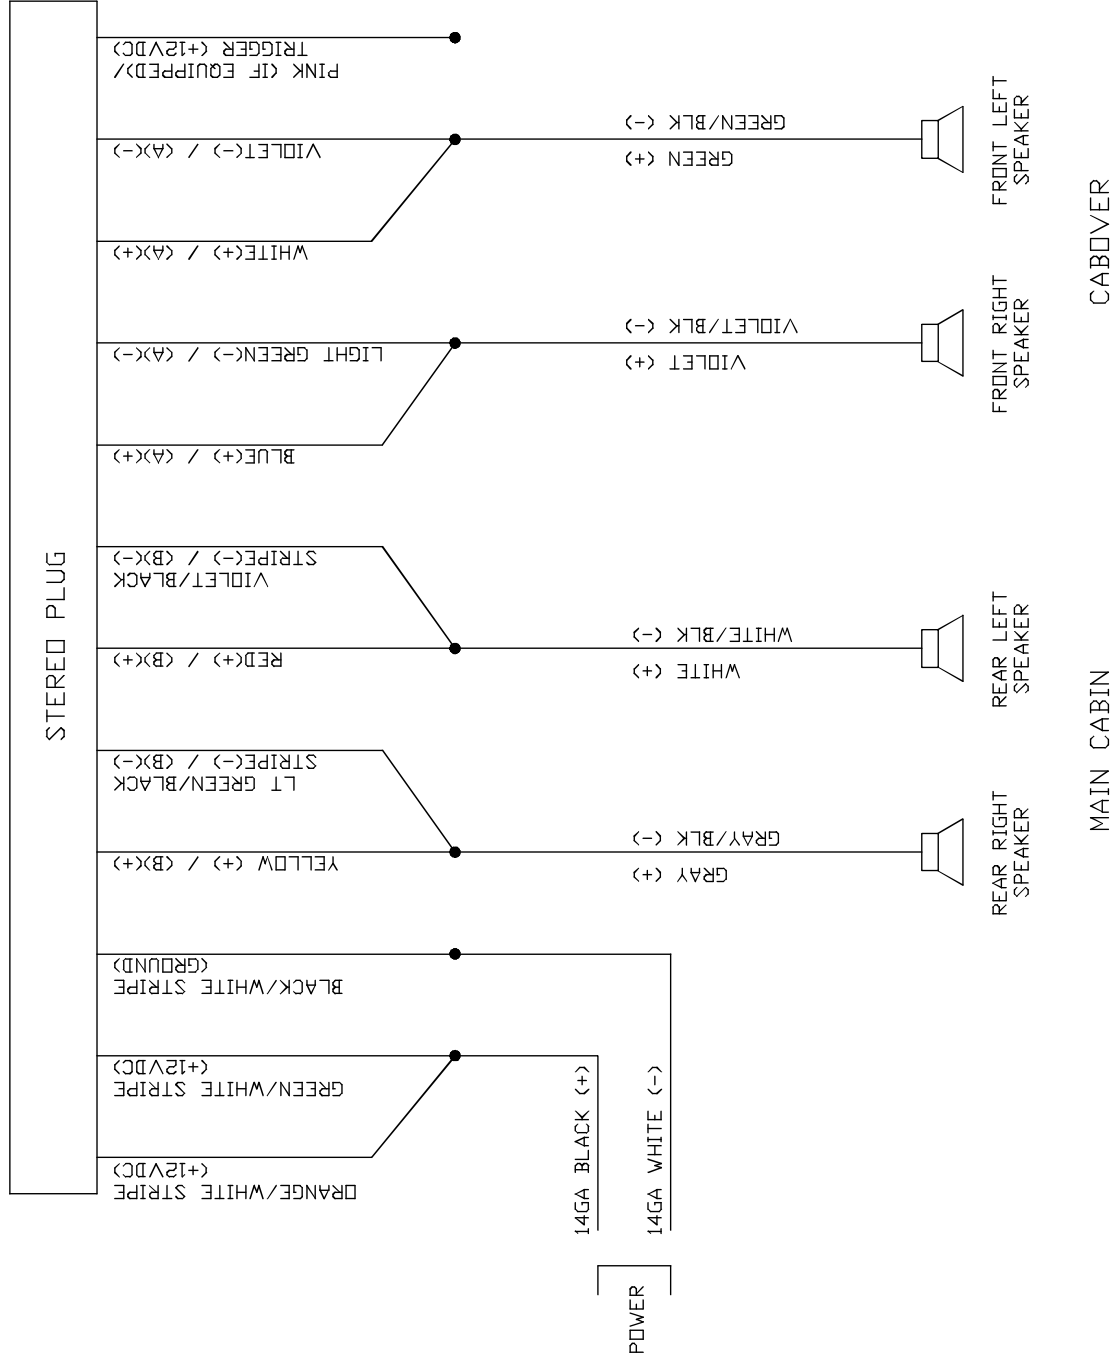 STEREO PLUG
PINK (IF EQUIPPED)/
TRIGGER (+12VDC)
VIOLET(-) / (A)(-)
WHITE(+) / (A)(+)
LIGHT GREEN(-) / (A)(-)
BLUE(+) / (A)(+)
VIOLET/BLACK
STRIPE(-) / (B)(-)
RED(+) / (B)(+)
LT GREEN/BLACK
STRIPE(-) / (B)(-)
YELLOW (+) / (B)(+)
BLACK/WHITE STRIPE
(GROUND)
GREEN/WHITE STRIPE
(+12VDC)
ORANGE/WHITE STRIPE
(+12VDC)
GREEN/BLK (-)
GREEN (+)
VIOLET/BLK (-)
VIOLET (+)
WHITE/BLK (-)
WHITE (+)
GRAY/BLK (-)
GRAY (+)
14GA BLACK (+)
14GA WHITE (-)
POWER
FRONT LEFT
SPEAKER
FRONT RIGHT
SPEAKER
REAR LEFT
SPEAKER
REAR RIGHT
SPEAKER
CABOVER
MAIN CABIN